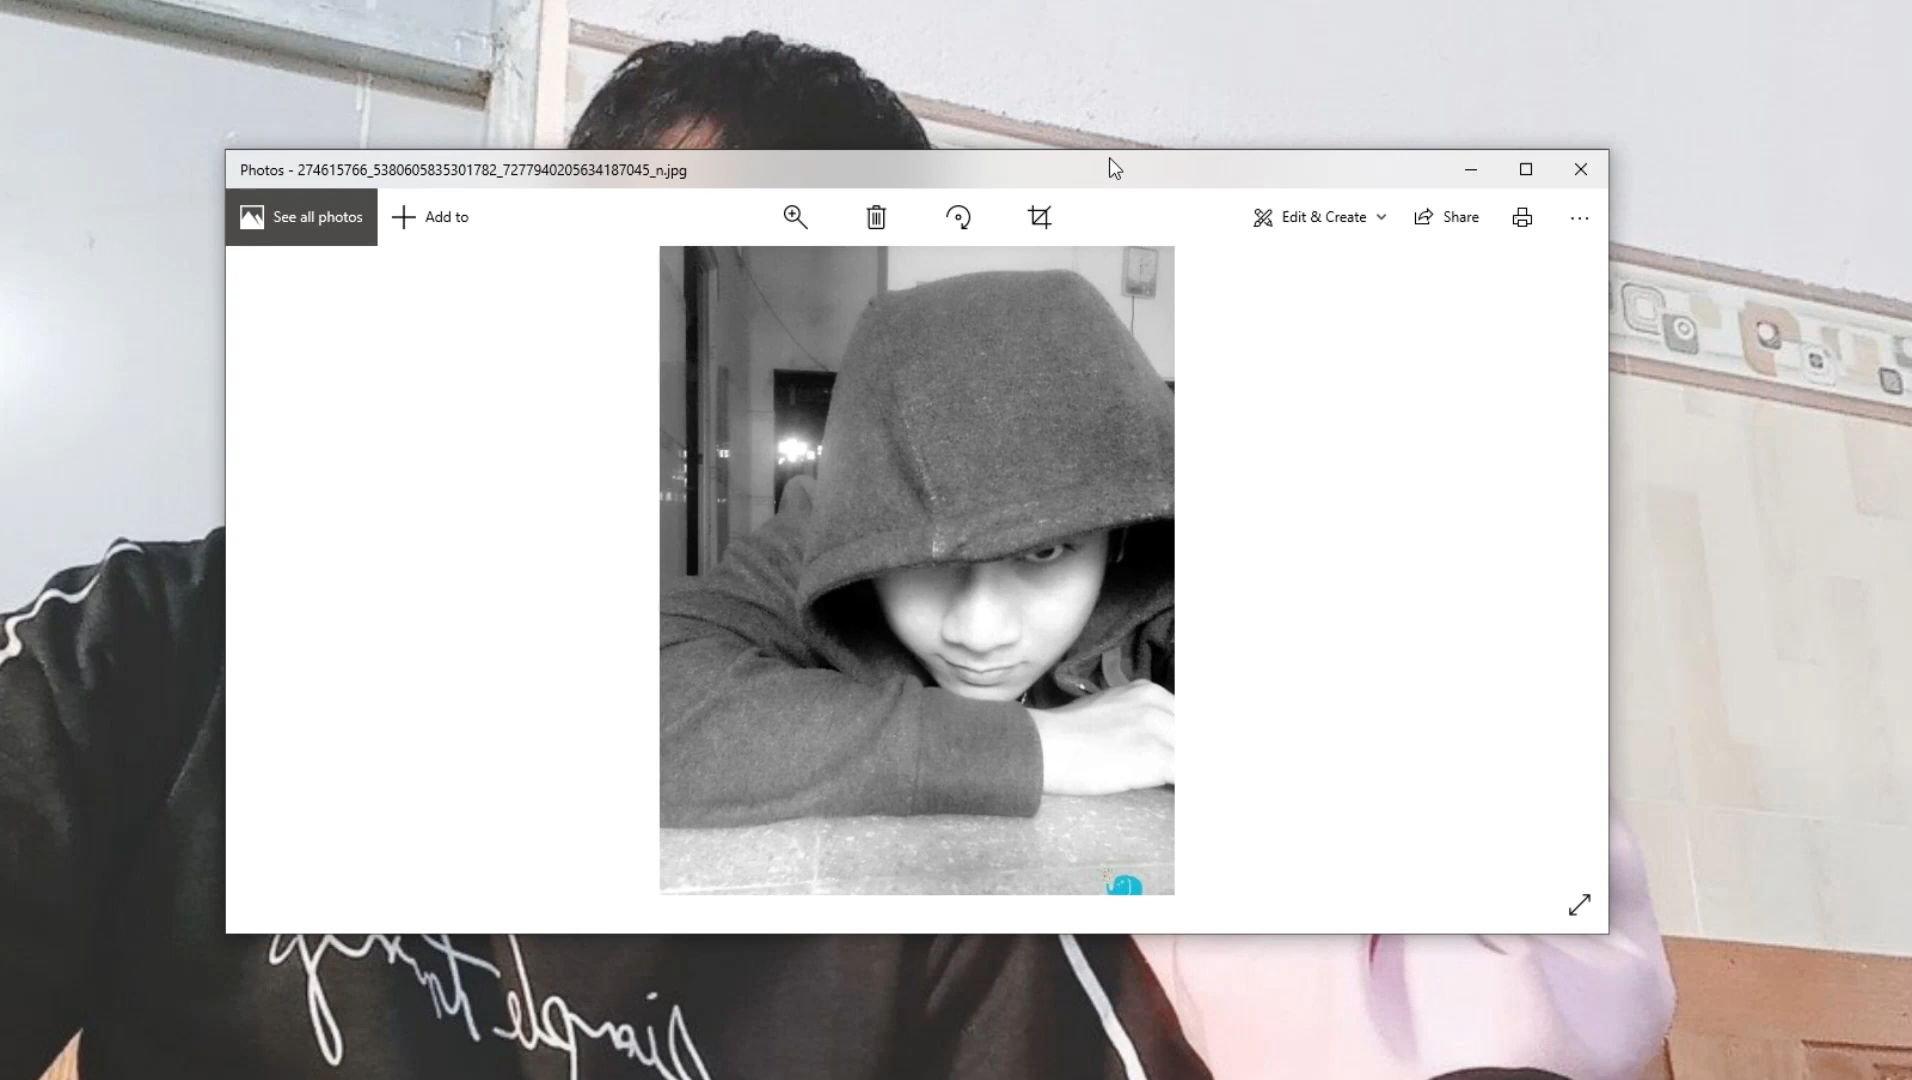 Photos - 274615766_5380605835301782_7277940205634187045_n.jpg
See all photos
Add to
Edit & Create
Share